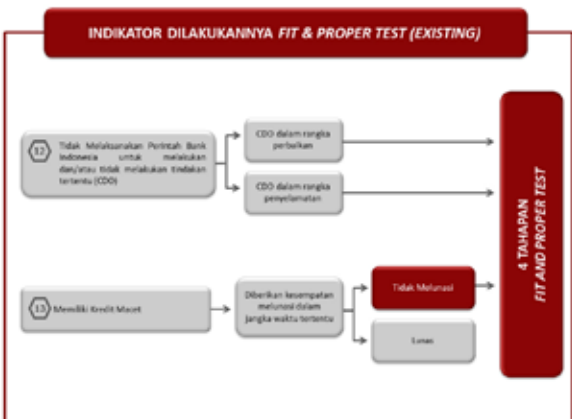 INDIKATOR DILAKUKANNYA FIT & PROPER TEST (EXISTING)
12
Tidak Melaksanakan Perintah Bank
Indonesia untuk melakukan
dan/atau tidak melakukan tindakan
tertentu (CDO)
CDO dalam rangka
perbaikan
CDO dalam rangka
penyelamatan
13
Memiliki Kredit Macet
Diberikan kesempatan
melunasi dalam
jangka waktu tertentu
Tidak Melunasi
Lunas
4 TAHAPAN
FIT AND PROPER TEST